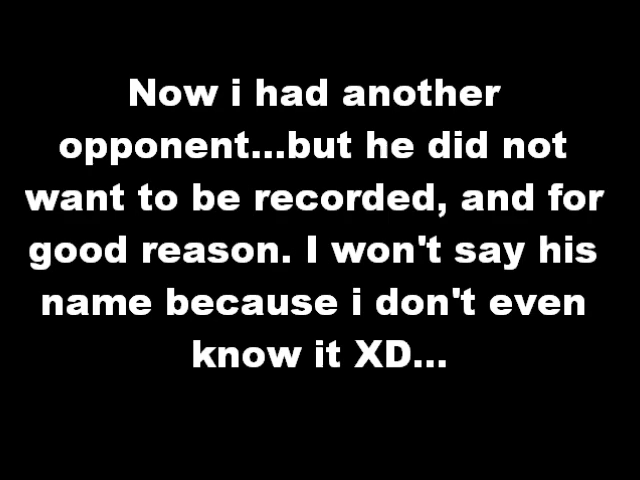 Now i had another
opponent...but he did not
want to be recorded, and for
good reason. I won't say his
name because i don't even
know it XD...